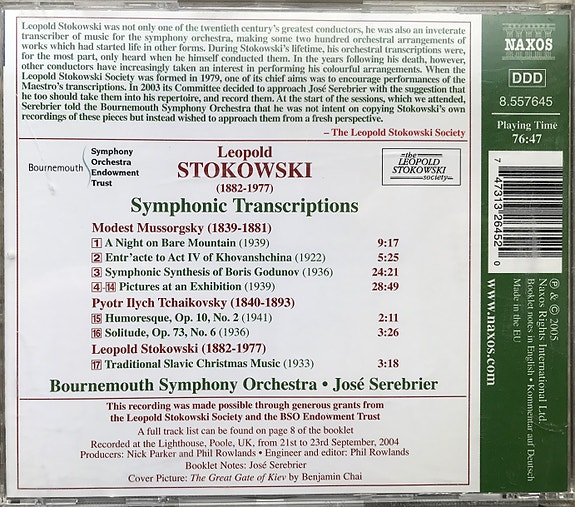 Leopold Stokowski was not only one of the twentieth century's greatest conductors, he was also an inveterate
transcriber of music for the symphony orchestra, making some two hundred orchestral arrangements of
works which had started life in other forms. During Stokowski's lifetime, his orchestral transcriptions were,
for the most part, only heard when he himself conducted them. In the years following his death, however,
other conductors have increasingly taken an interest in performing his colourful arrangements. When the
Leopold Stokowski Society was formed in 1979, one of its chief aims was to encourage performances of the
Maestro's transcriptions. In 2003 its Committee decided to approach José Serebrier with the suggestion that
he too should take them into his repertoire, and record them. At the start of the sessions, which we attended,
Serebrier told the Bournemouth Symphony Orchestra that he was not intent on copying Stokowski's own
recordings of these pieces but instead wished to approach them from a fresh perspective.
– The Leopold Stokowski Society
Bournemouth
Symphony
Orchestra
Endowment
Trust
Leopold
STOKOWSKI
(1882-1977)
the
LEOPOLD
STOKOWSKI
society
Symphonic Transcriptions
Modest Mussorgsky (1839-1881)
1 A Night on Bare Mountain (1939) 9:17
2 Entr'acte to Act IV of Khovanshchina (1922) 5:25
3 Symphonic Synthesis of Boris Godunov (1936) 24:21
4-14 Pictures at an Exhibition (1939) 28:49
Pyotr Ilych Tchaikovsky (1840-1893)
15 Humoresque, Op. 10, No. 2 (1941) 2:11
16 Solitude, Op. 73, No. 6 (1936) 3:26
Leopold Stokowski (1882-1977)
17 Traditional Slavic Christmas Music (1933) 3:18
Bournemouth Symphony Orchestra • José Serebrier
This recording was made possible through generous grants from
the Leopold Stokowski Society and the BSO Endowment Trust
A full track list can be found on page 8 of the booklet
Recorded at the Lighthouse, Poole, UK, from 21st to 23rd September, 2004
Producers: Nick Parker and Phil Rowlands • Engineer and editor: Phil Rowlands
Booklet Notes: José Serebrier
Cover Picture: The Great Gate of Kiev by Benjamin Chai
NAXOS
DDD
8.557645
Playing Time
76:47
7 47313 26452 0
℗ & © 2005
Naxos Rights International Ltd.
Booklet notes in English • Kommentar auf Deutsch
Made in the EU
www.naxos.com